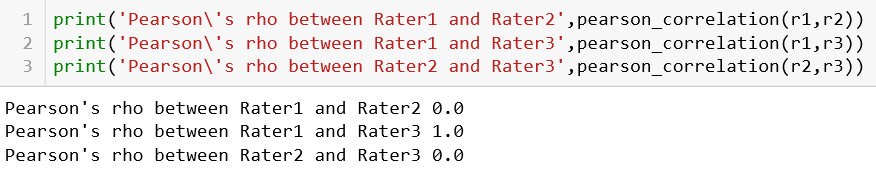 1 print('Pearson\'s rho between Rater1 and Rater2',pearson_correlation(r1,r2))
2 print('Pearson\'s rho between Rater1 and Rater3',pearson_correlation(r1,r3))
3 print('Pearson\'s rho between Rater2 and Rater3',pearson_correlation(r2,r3))
Pearson's rho between Rater1 and Rater2 0.0
Pearson's rho between Rater1 and Rater3 1.0
Pearson's rho between Rater2 and Rater3 0.0